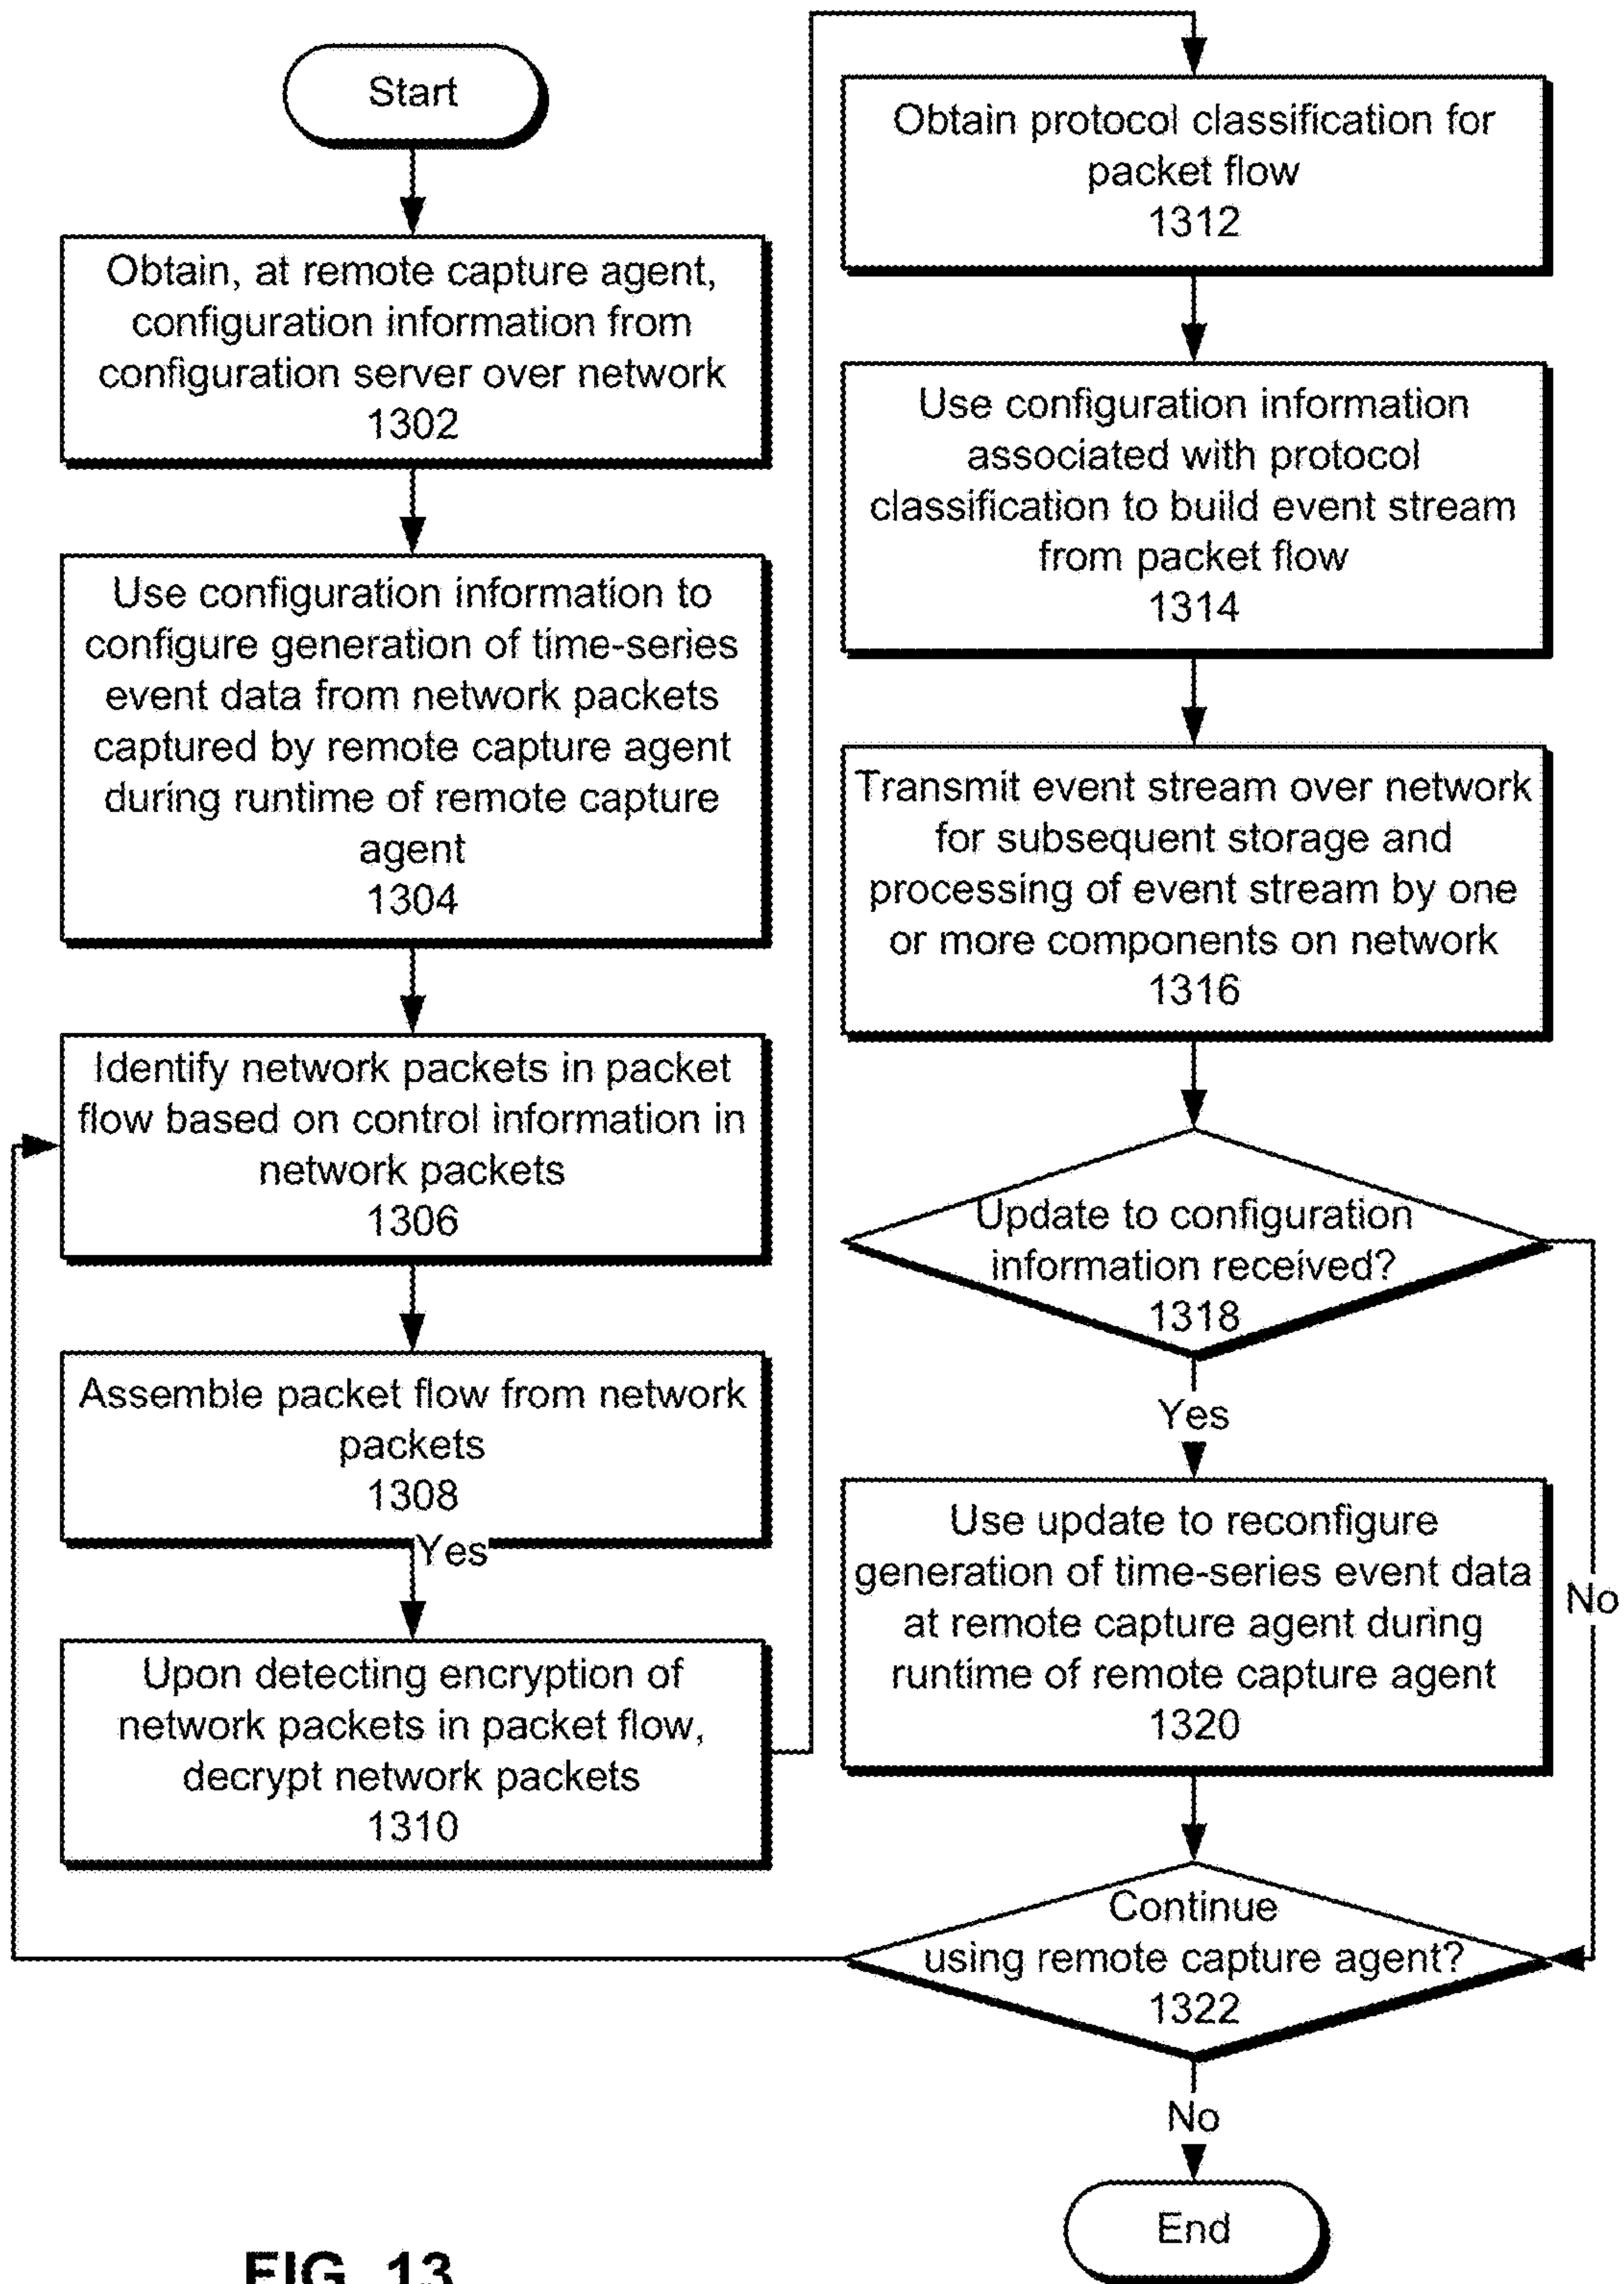 Start
Obtain, at remote capture agent,
configuration information from
configuration server over network
1302
Use configuration information to
configure generation of time-series
event data from network packets
captured by remote capture agent
during runtime of remote capture
agent
1304
Identify network packets in packet
flow based on control information in
network packets
1306
Assemble packet flow from network
packets
1308
Yes
Upon detecting encryption of
network packets in packet flow,
decrypt network packets
1310
Obtain protocol classification for
packet flow
1312
Use configuration information
associated with protocol
classification to build event stream
from packet flow
1314
Transmit event stream over network
for subsequent storage and
processing of event stream by one
or more components on network
1316
Update to configuration
information received?
1318
Yes
No
Use update to reconfigure
generation of time-series event data
at remote capture agent during
runtime of remote capture agent
1320
Continue
using remote capture agent?
1322
No
End
FIG. 13